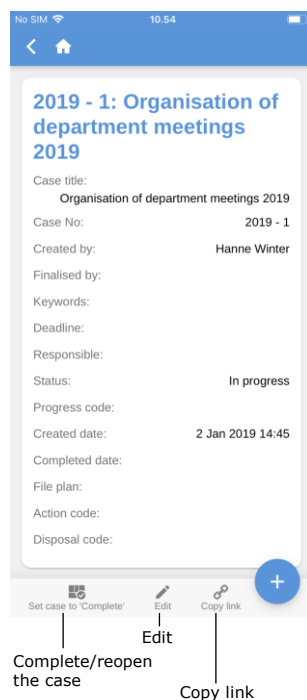 No SIM 10.54
2019 - 1: Organisation of
department meetings
2019
Case title:
Organisation of department meetings 2019
Case No: 2019 - 1
Created by: Hanne Winter
Finalised by:
Keywords:
Deadline:
Responsible:
Status: In progress
Progress code:
Created date: 2 Jan 2019 14:45
Completed date:
File plan:
Action code:
Disposal code:
+
Set case to 'Complete' Edit Copy link
Edit
Complete/reopen
the case
Copy link